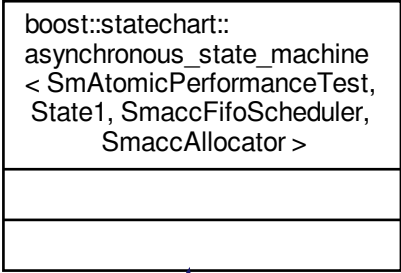 boost::statechart::
asynchronous_state_machine
< SmAtomicPerformanceTest,
State1, SmaccFifoScheduler,
SmaccAllocator >